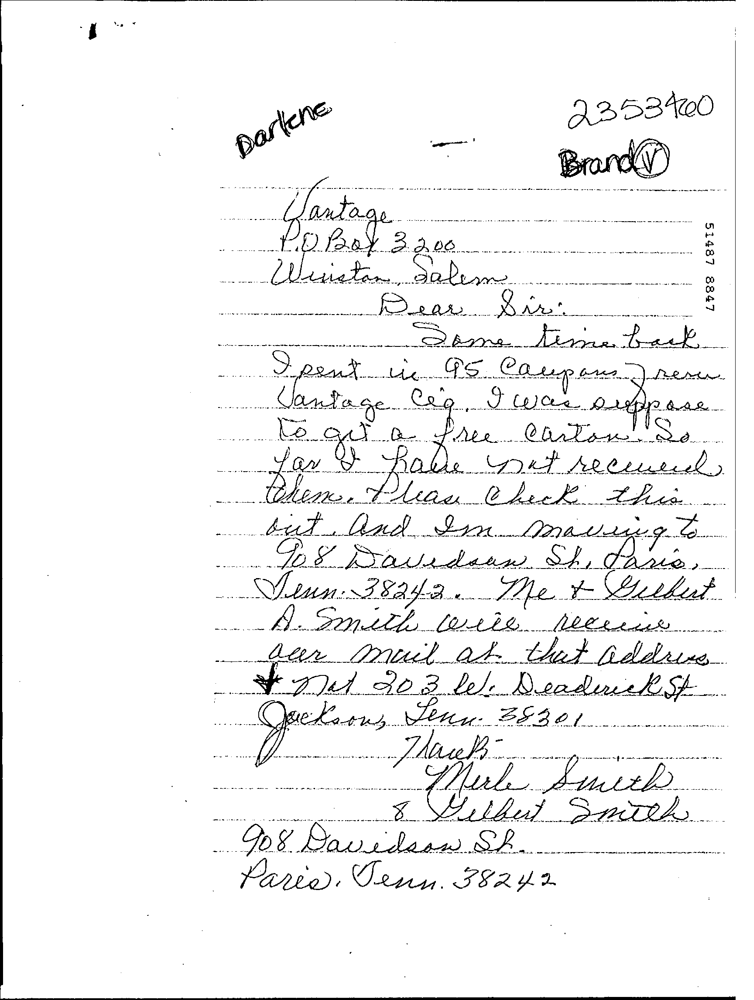 Darlene
2353460
Brand V
Vantage
P.O Box 3200
Winston, Salem
Dear Sir:
Some time back
I sent in 95 Coupons from
Vantage Cig. I was suppose
to get a free carton. So
far I have not received
them. Please check this
out. And Im moving to
908 Davidson St, Paris,
Tenn. 38242. Me & Gilbert
A. Smith will receive
our mail at that address
& not 203 W. Deaderick St
Jackson, Tenn. 38301
Thanks
Merle Smith
& Gilbert Smith
908 Davidson St.
Paris, Tenn. 38242
51487 8847